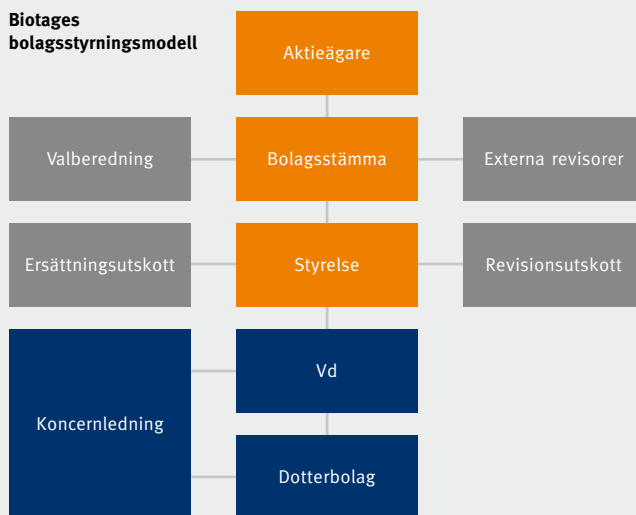 Biotages
bolagsstyrningsmodell
Aktieägare
Valberedning
Bolagsstämma
Externa revisorer
Ersättningsutskott
Styrelse
Revisionsutskott
Koncernledning
Vd
Dotterbolag